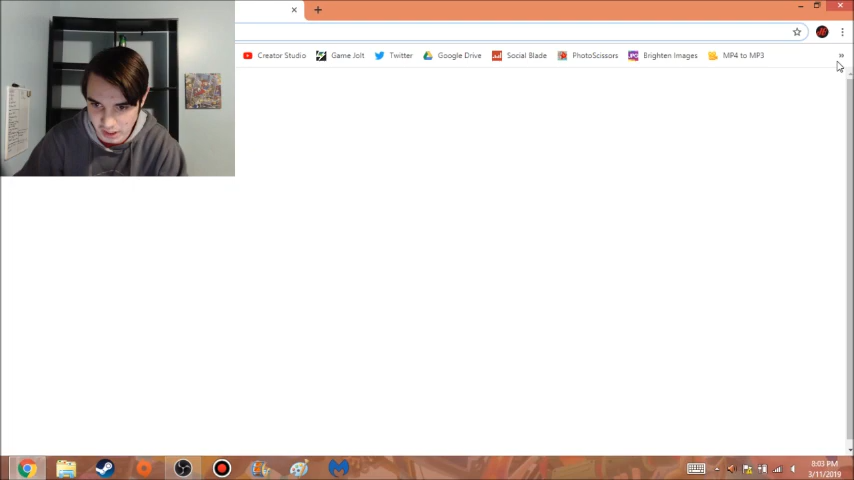 Creator Studio Game Jolt Twitter Google Drive Social Blade PhotoScissors Brighten Images MP4 to MP3 »
8:03 PM
3/11/2019